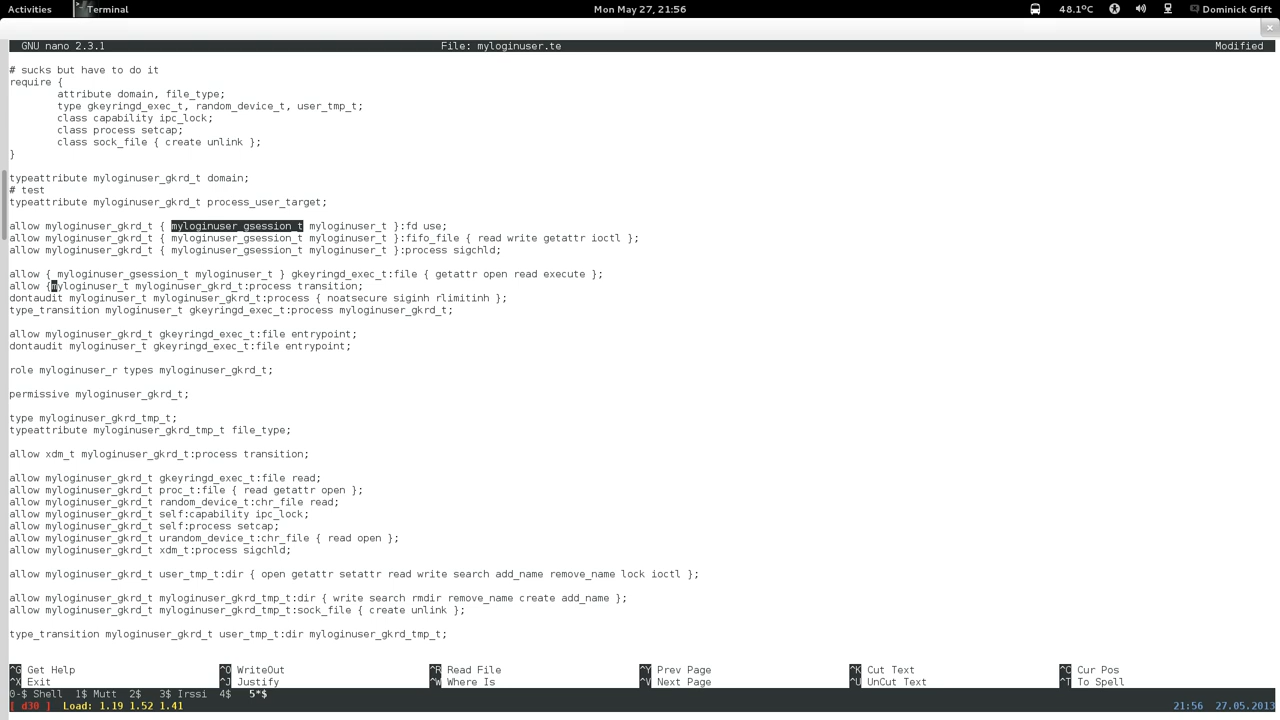 Activities Terminal Mon May 27, 21:56 48.1°C Dominick Grift
GNU nano 2.3.1 File: myloginuser.te Modified
# sucks but have to do it
require {
attribute domain, file_type;
type gkeyringd_exec_t, random_device_t, user_tmp_t;
class capability ipc_lock;
class process setcap;
class sock_file { create unlink };
}
typeattribute myloginuser_gkrd_t domain;
# test
typeattribute myloginuser_gkrd_t process_user_target;
allow myloginuser_gkrd_t { myloginuser_gsession_t myloginuser_t }:fd use;
allow myloginuser_gkrd_t { myloginuser_gsession_t myloginuser_t }:fifo_file { read write getattr ioctl };
allow myloginuser_gkrd_t { myloginuser_gsession_t myloginuser_t }:process sigchld;
allow { myloginuser_gsession_t myloginuser_t } gkeyringd_exec_t:file { getattr open read execute };
allow {myloginuser_t myloginuser_gkrd_t:process transition;
dontaudit myloginuser_t myloginuser_gkrd_t:process { noatsecure siginh rlimitinh };
type_transition myloginuser_t gkeyringd_exec_t:process myloginuser_gkrd_t;
allow myloginuser_gkrd_t gkeyringd_exec_t:file entrypoint;
dontaudit myloginuser_t gkeyringd_exec_t:file entrypoint;
role myloginuser_r types myloginuser_gkrd_t;
permissive myloginuser_gkrd_t;
type myloginuser_gkrd_tmp_t;
typeattribute myloginuser_gkrd_tmp_t file_type;
allow xdm_t myloginuser_gkrd_t:process transition;
allow myloginuser_gkrd_t gkeyringd_exec_t:file read;
allow myloginuser_gkrd_t proc_t:file { read getattr open };
allow myloginuser_gkrd_t random_device_t:chr_file read;
allow myloginuser_gkrd_t self:capability ipc_lock;
allow myloginuser_gkrd_t self:process setcap;
allow myloginuser_gkrd_t urandom_device_t:chr_file { read open };
allow myloginuser_gkrd_t xdm_t:process sigchld;
allow myloginuser_gkrd_t user_tmp_t:dir { open getattr setattr read write search add_name remove_name lock ioctl };
allow myloginuser_gkrd_t myloginuser_gkrd_tmp_t:dir { write search rmdir remove_name create add_name };
allow myloginuser_gkrd_t myloginuser_gkrd_tmp_t:sock_file { create unlink };
type_transition myloginuser_gkrd_t user_tmp_t:dir myloginuser_gkrd_tmp_t;
^G Get Help ^O WriteOut ^R Read File ^Y Prev Page ^K Cut Text ^C Cur Pos
^X Exit ^J Justify ^W Where Is ^V Next Page ^U UnCut Text ^T To Spell
0-$ Shell 1$ Mutt 2$ 3$ Irssi 4$ 5*$
[ d30 ] Load: 1.19 1.52 1.41 21:56 27.05.2013